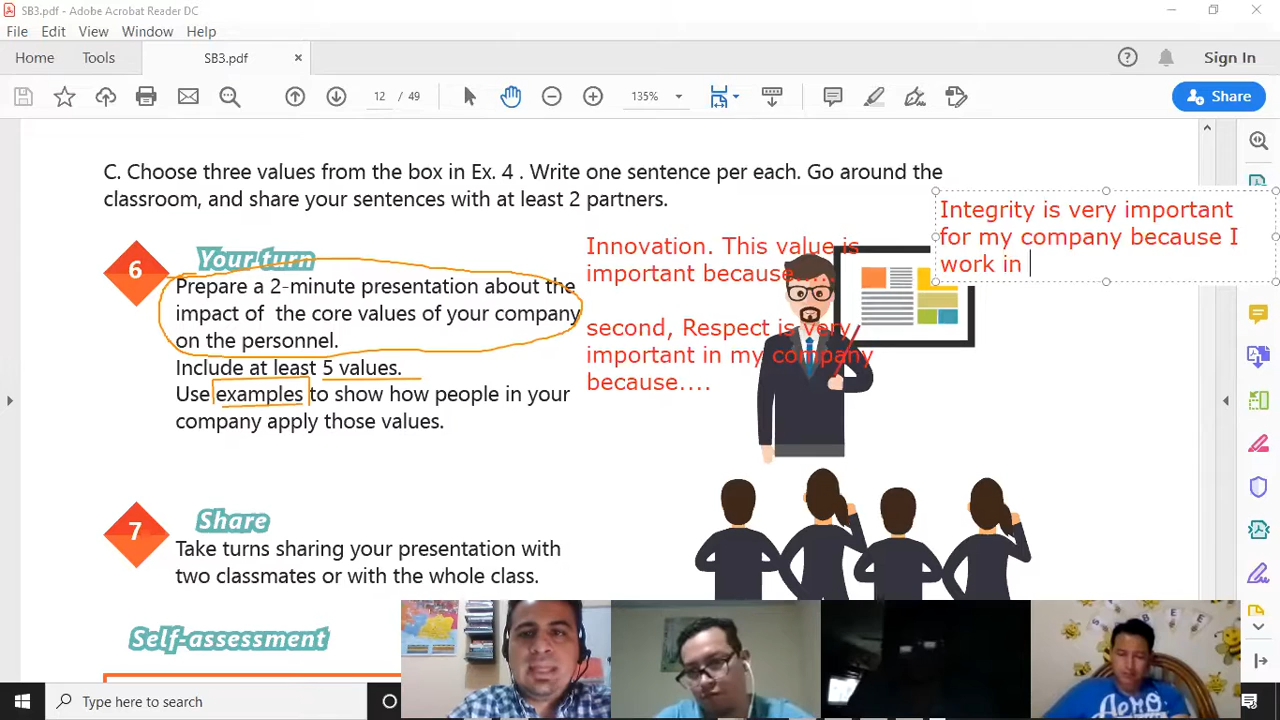 SB3.pdf - Adobe Acrobat Reader DC
File Edit View Window Help
Home Tools SB3.pdf × Sign In
12 / 49 135% Share
C. Choose three values from the box in Ex. 4 . Write one sentence per each. Go around the
classroom, and share your sentences with at least 2 partners.
Integrity is very important
for my company because I
work in
6 Your turn
Prepare a 2-minute presentation about the
impact of the core values of your company
on the personnel.
Include at least 5 values.
Use examples to show how people in your
company apply those values.
Innovation. This value is
important because....
second, Respect is very
important in my company
because....
7 Share
Take turns sharing your presentation with
two classmates or with the whole class.
Self-assessment
AERO
Type here to search